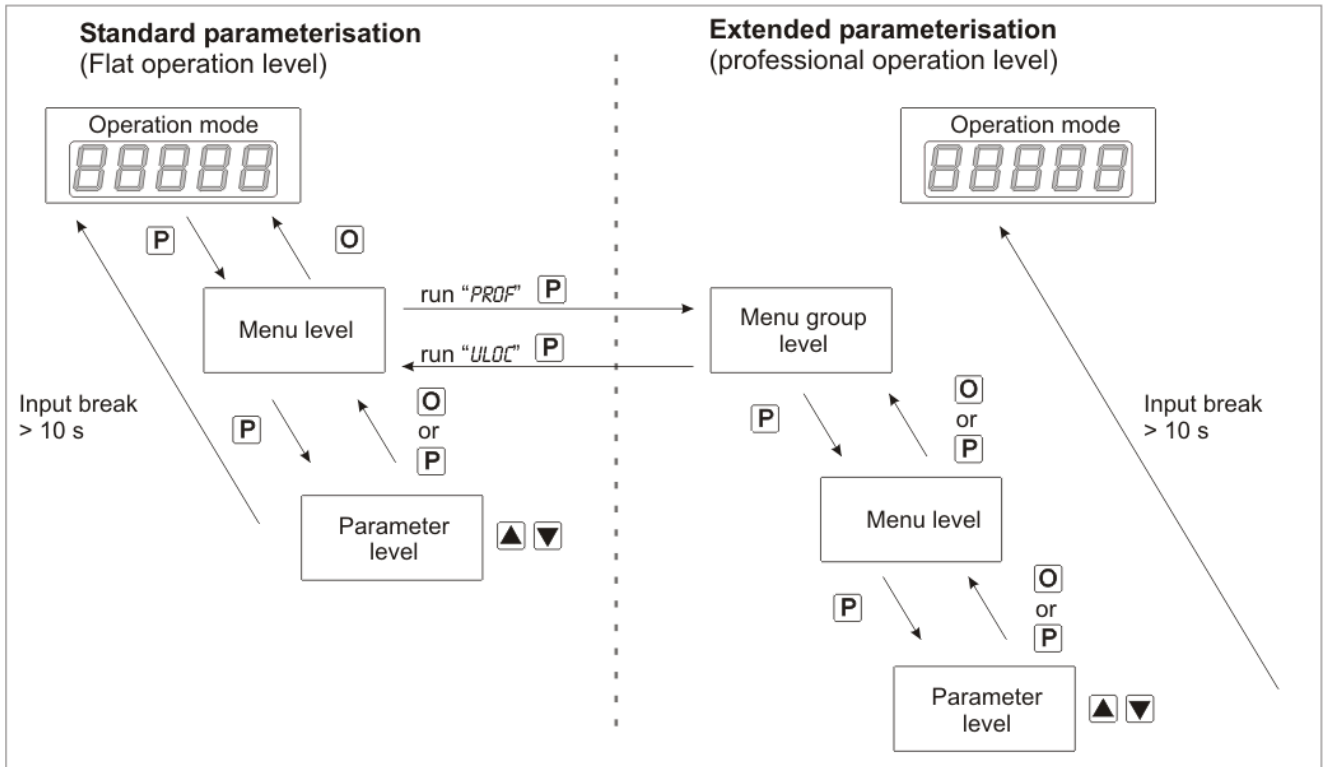 Standard parameterisation
(Flat operation level)
Operation mode
88888
P
O
Menu level
run “PROF” P
run “ULOC” P
Input break
> 10 s
P
O
or
P
Parameter
level
▲ ▼
Extended parameterisation
(professional operation level)
Operation mode
88888
Menu group
level
P
O
or
P
Input break
> 10 s
Menu level
P
O
or
P
Parameter
level
▲ ▼